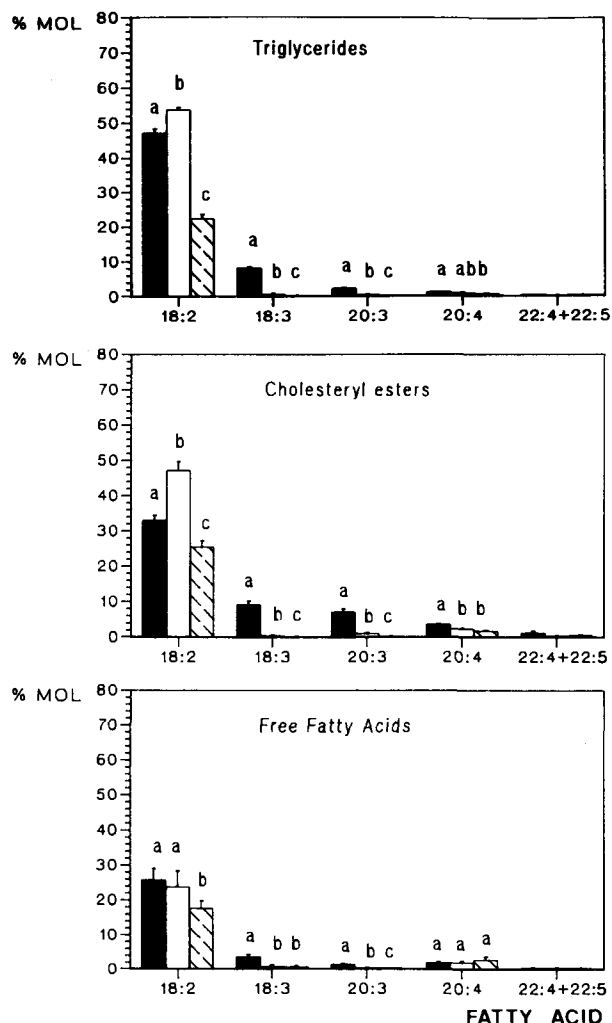 % MOL 80
Triglycerides
70
60
b
a
50
40
c
30
20
a
10
b c a b c a abb
0
18:2 18:3 20:3 20:4 22:4+22:5
% MOL 80
Cholesteryl esters
70
60
b
50
40
a
c
30
20
a a
10
b c b c a b b
0
18:2 18:3 20:3 20:4 22:4+22:5
% MOL 80
Free Fatty Acids
70
60
50
40
a a
30
b
20
10
a b b a b c a a a
0
18:2 18:3 20:3 20:4 22:4+22:5
FATTY ACID